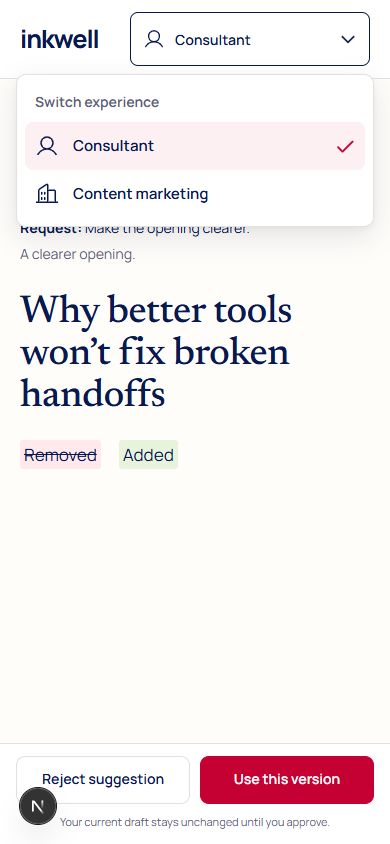 inkwell
Consultant
Switch experience
Consultant
Content marketing
Request: Make the opening clearer.
A clearer opening.
Why better tools
won’t fix broken
handoffs
Removed Added
Reject suggestion
Use this version
N
Your current draft stays unchanged until you approve.